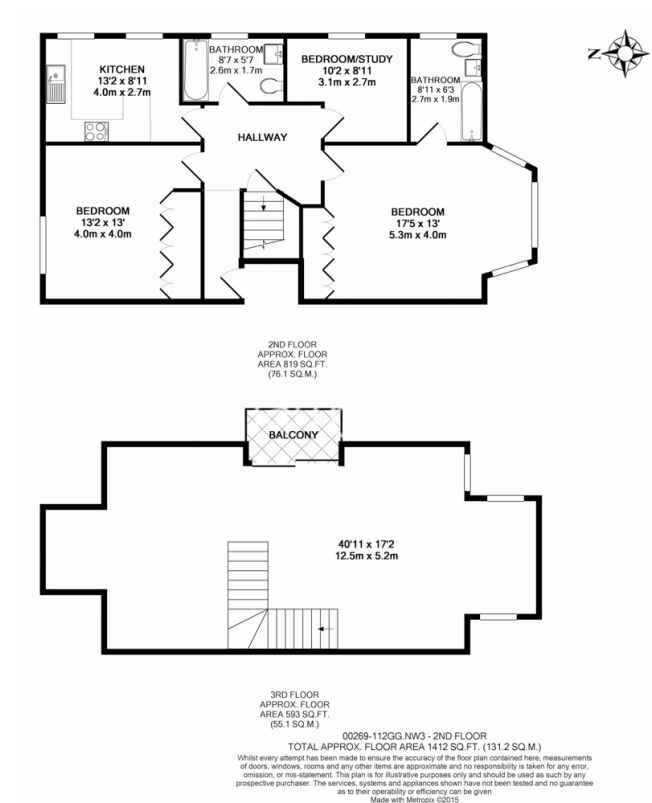 KITCHEN
13'2 x 8'11
4.0m x 2.7m
BATHROOM
8'7 x 5'7
2.6m x 1.7m
BEDROOM/STUDY
10'2 x 8'11
3.1m x 2.7m
BATHROOM
8'11 x 6'3
2.7m x 1.9m
N
HALLWAY
BEDROOM
13'2 x 13'
4.0m x 4.0m
BEDROOM
17'5 x 13'
5.3m x 4.0m
2ND FLOOR
APPROX. FLOOR
AREA 819 SQ.FT.
(76.1 SQ.M.)
BALCONY
40'11 x 17'2
12.5m x 5.2m
3RD FLOOR
APPROX. FLOOR
AREA 593 SQ.FT.
(55.1 SQ.M.)
00269-112GG.NW3 - 2ND FLOOR
TOTAL APPROX. FLOOR AREA 1412 SQ.FT. (131.2 SQ.M.)
Whilst every attempt has been made to ensure the accuracy of the floor plan contained here, measurements
of doors, windows, rooms and any other items are approximate and no responsibility is taken for any error,
omission, or mis-statement. This plan is for illustrative purposes only and should be used as such by any
prospective purchaser. The services, systems and appliances shown have not been tested and no guarantee
as to their operability or efficiency can be given
Made with Metropix ©2015